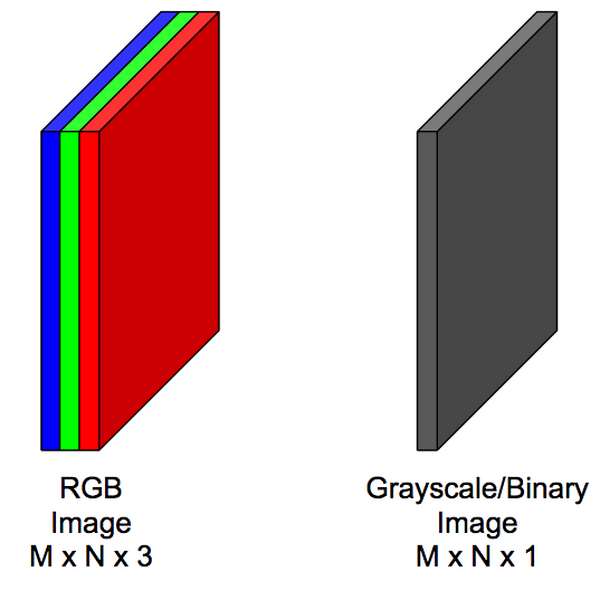 RGB
Image
M x N x 3
Grayscale/Binary
Image
M x N x 1